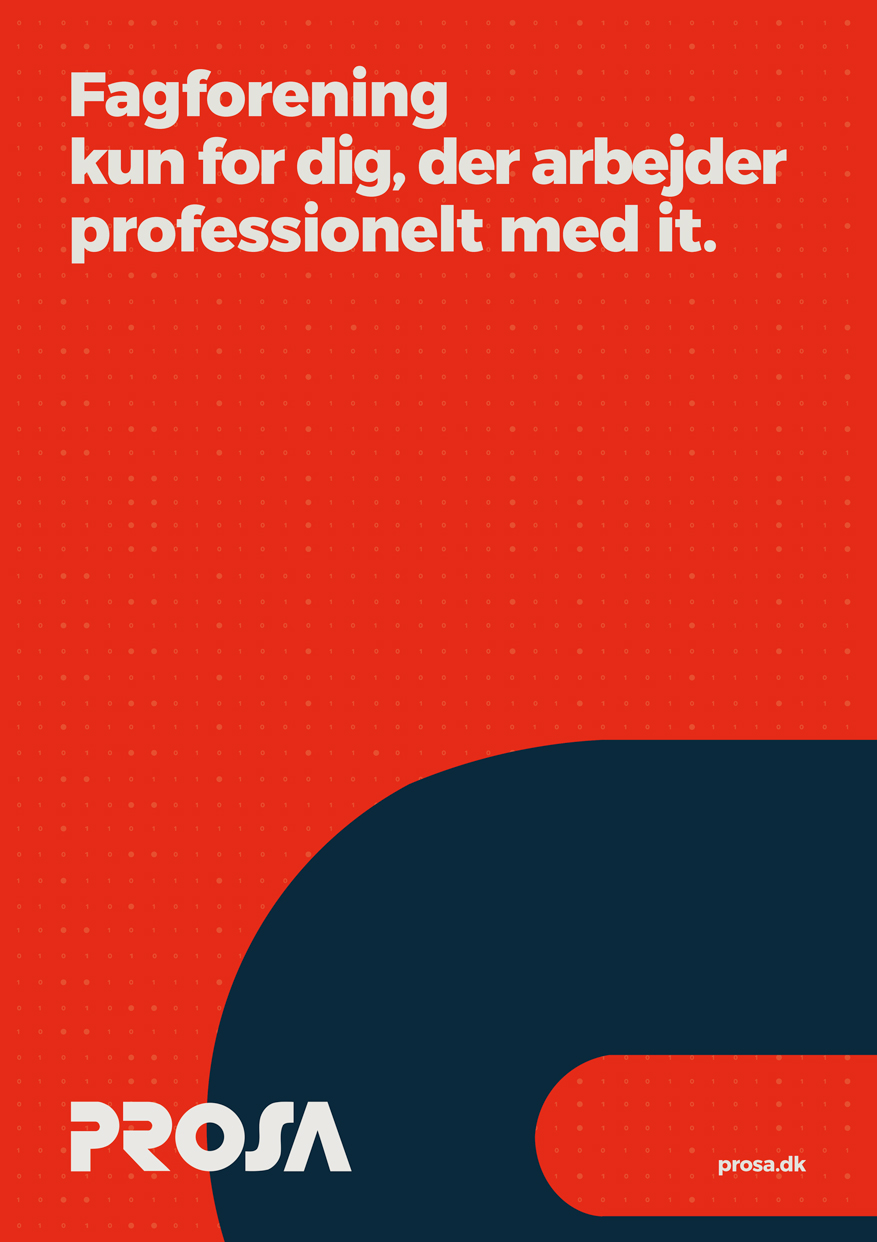 Fagforening
kun for dig, der arbejder
professionelt med it.
PROSA
prosa.dk